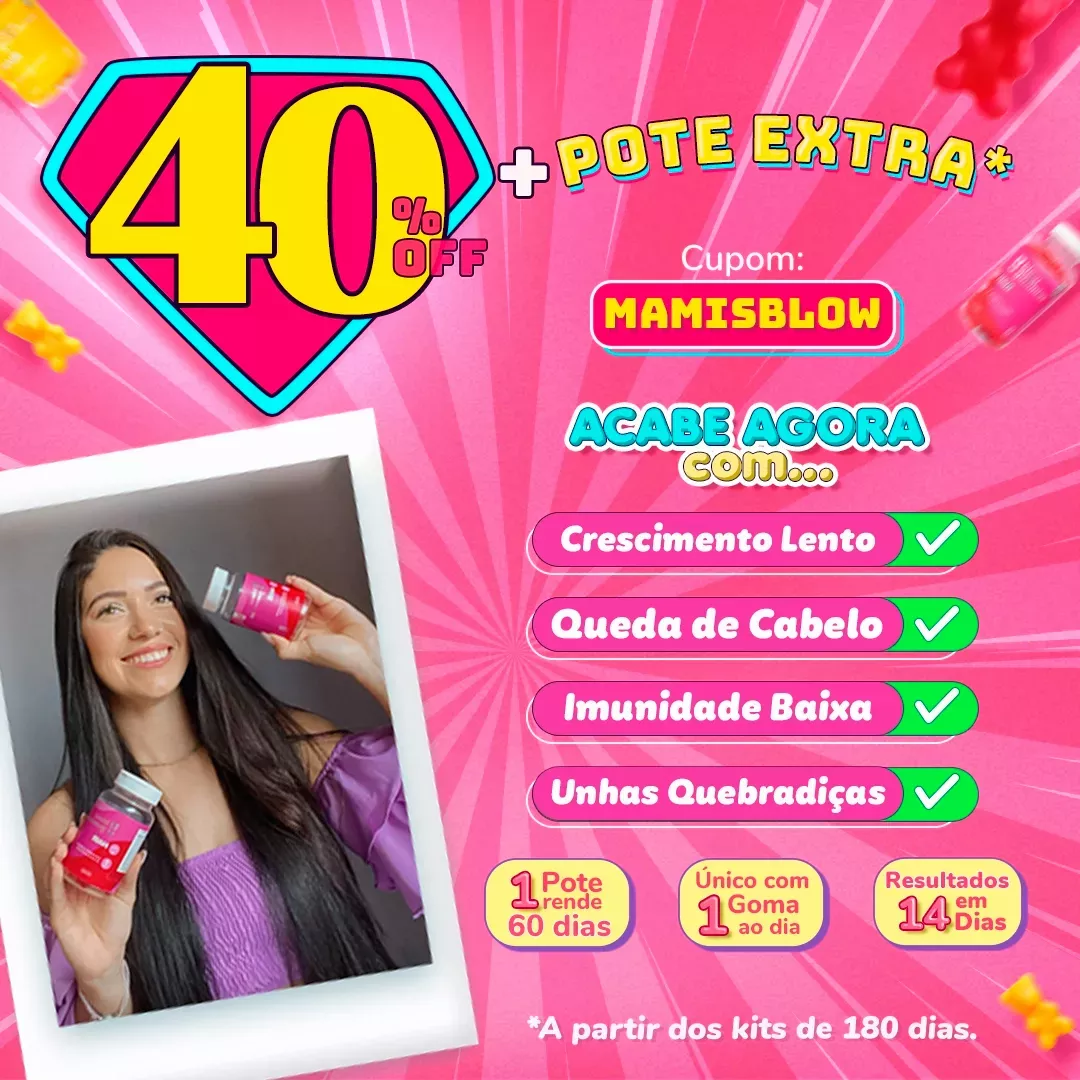 40
%
OFF
+ POTE EXTRA*
Cupom:
MAMISBLOW
ACABE AGORA
com...
Crescimento Lento
Queda de Cabelo
Imunidade Baixa
Unhas Quebradiças
1 Pote
rende
60 dias
Único com
1 Goma
ao dia
Resultados
14 em
Dias
*A partir dos kits de 180 dias.